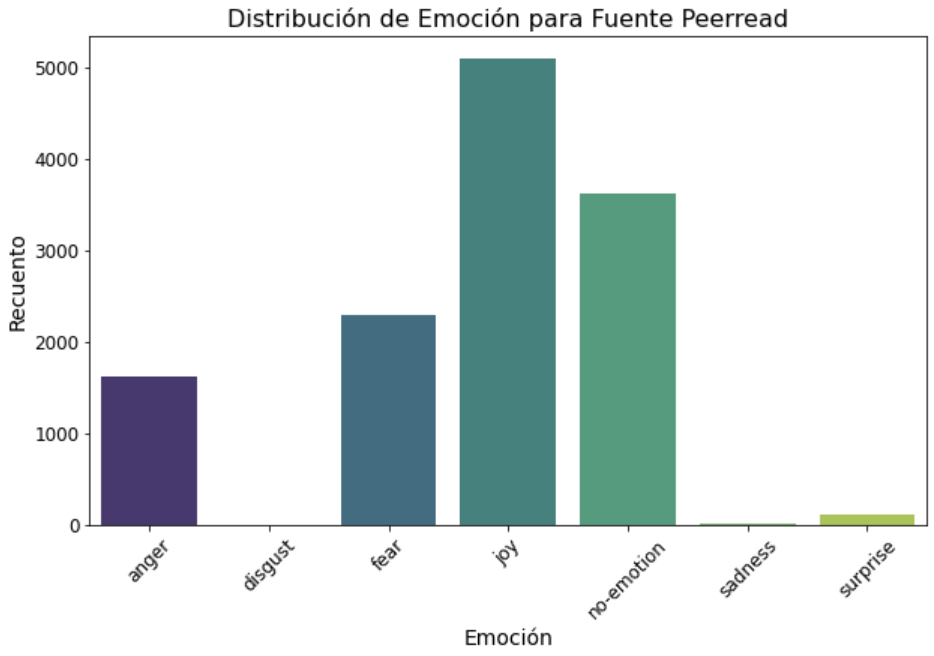 Distribución de Emoción para Fuente Peerread
Recuento
5000
4000
3000
2000
1000
0
anger
disgust
fear
joy
no-emotion
sadness
surprise
Emoción